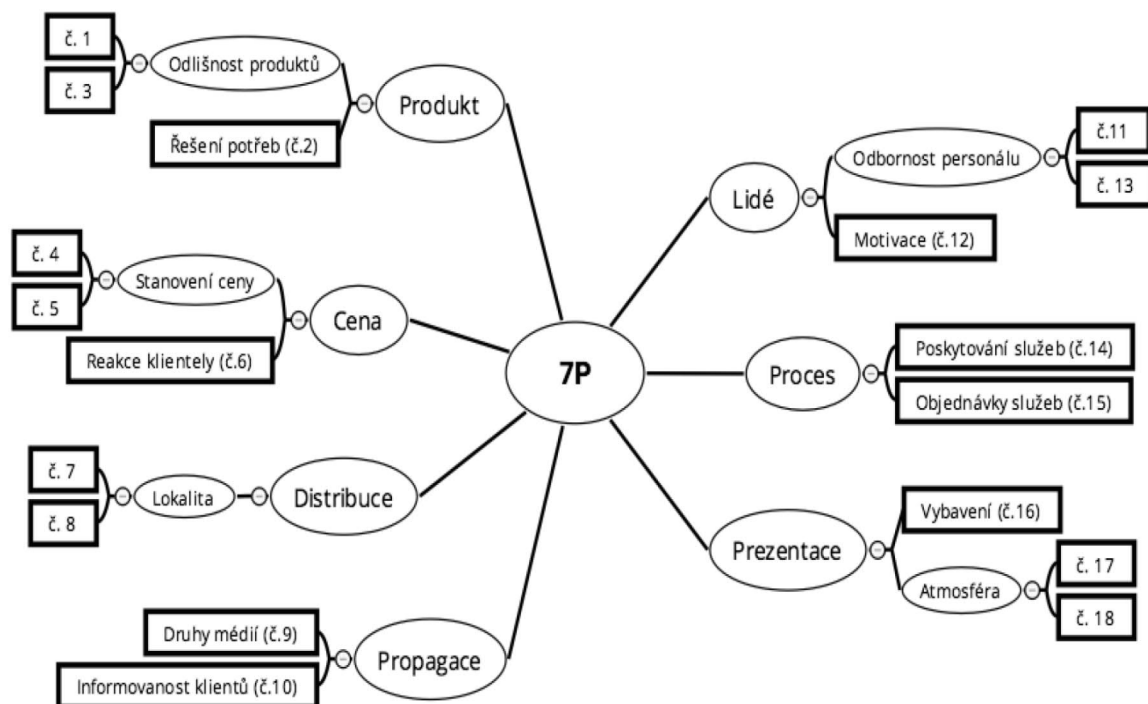 č. 1
č. 3
Odlišnost produktů
Řešení potřeb (č.2)
Produkt
č. 4
č. 5
Stanovení ceny
Reakce klientely (č.6)
Cena
č. 7
č. 8
Lokalita
Distribuce
Druhy médií (č.9)
Informovanost klientů (č.10)
Propagace
7P
Lidé
Odbornost personálu
č.11
č. 13
Motivace (č.12)
Proces
Poskytování služeb (č.14)
Objednávky služeb (č.15)
Prezentace
Vybavení (č.16)
Atmosféra
č. 17
č. 18